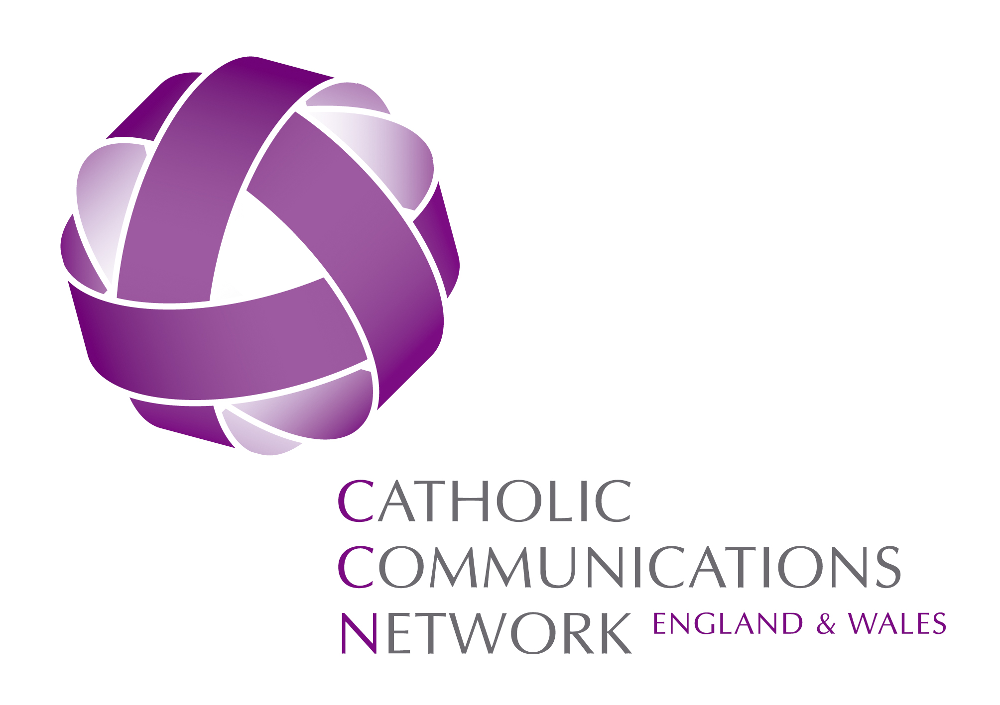 CATHOLIC
COMMUNICATIONS
NETWORK ENGLAND & WALES